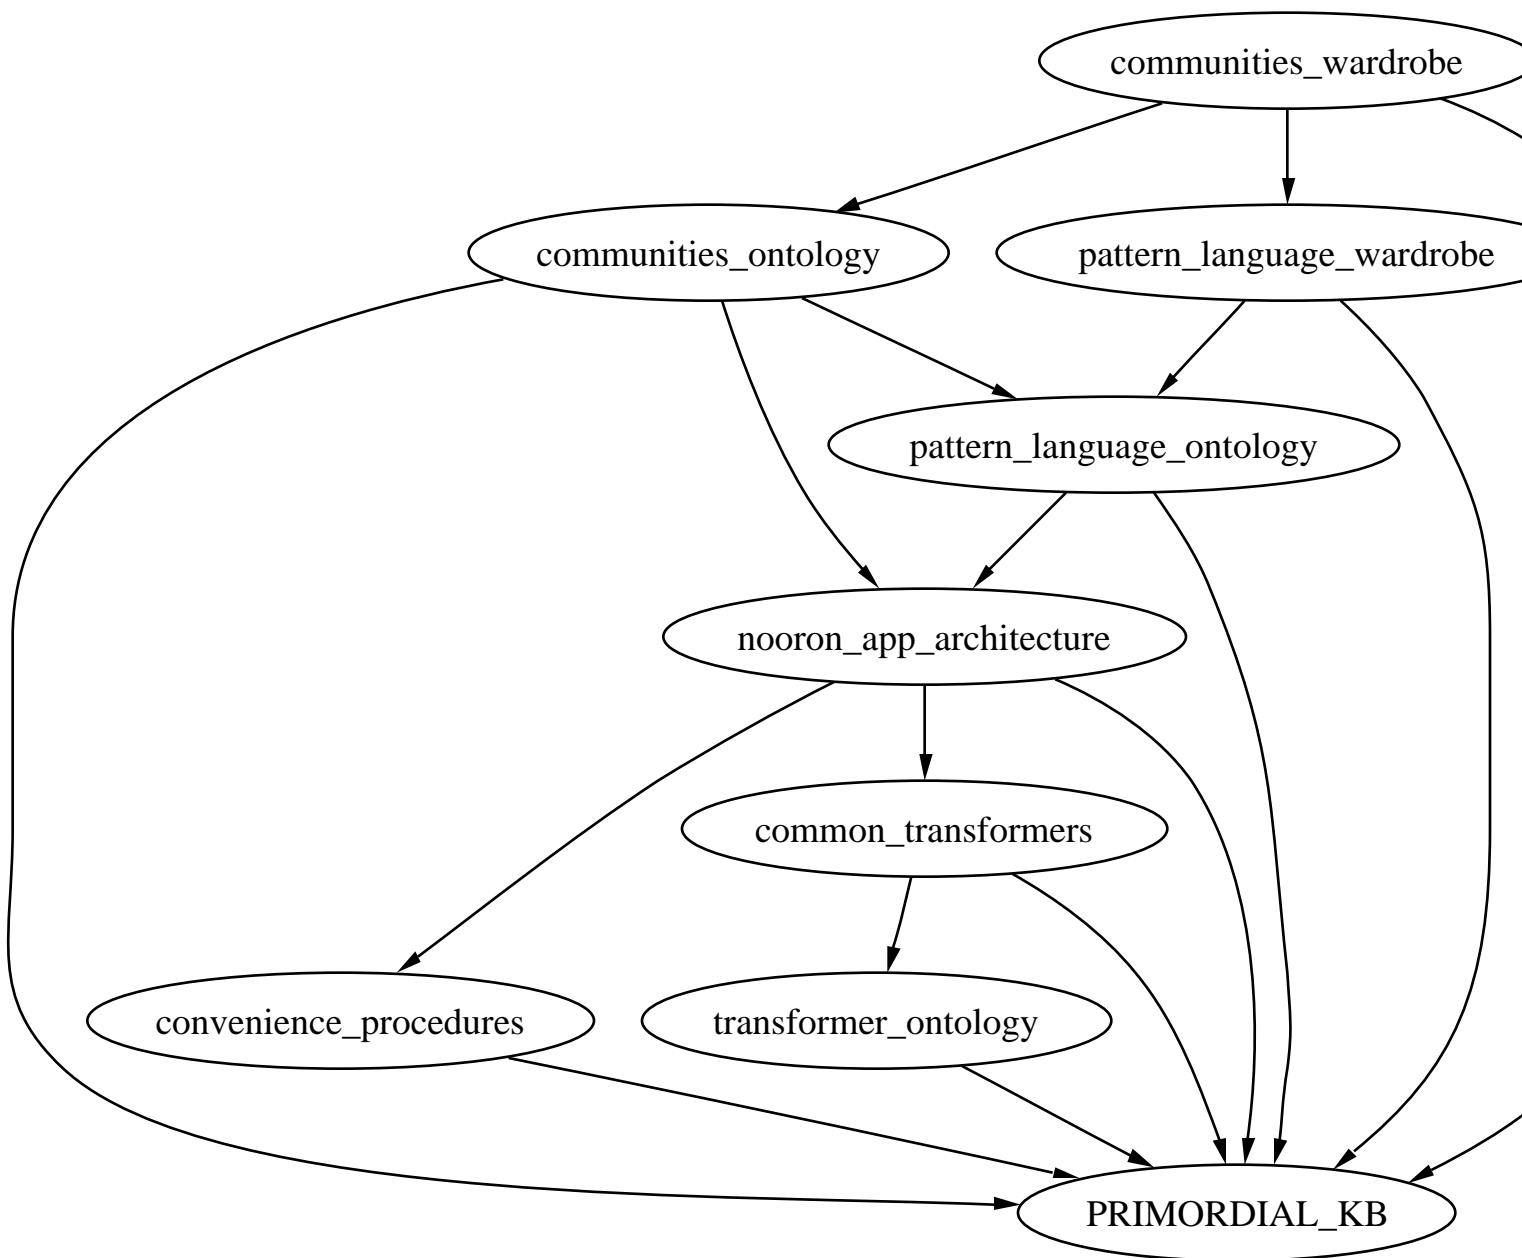 communities_wardrobe
communities_ontology
pattern_language_wardrobe
pattern_language_ontology
nooron_app_architecture
common_transformers
convenience_procedures
transformer_ontology
PRIMORDIAL_KB